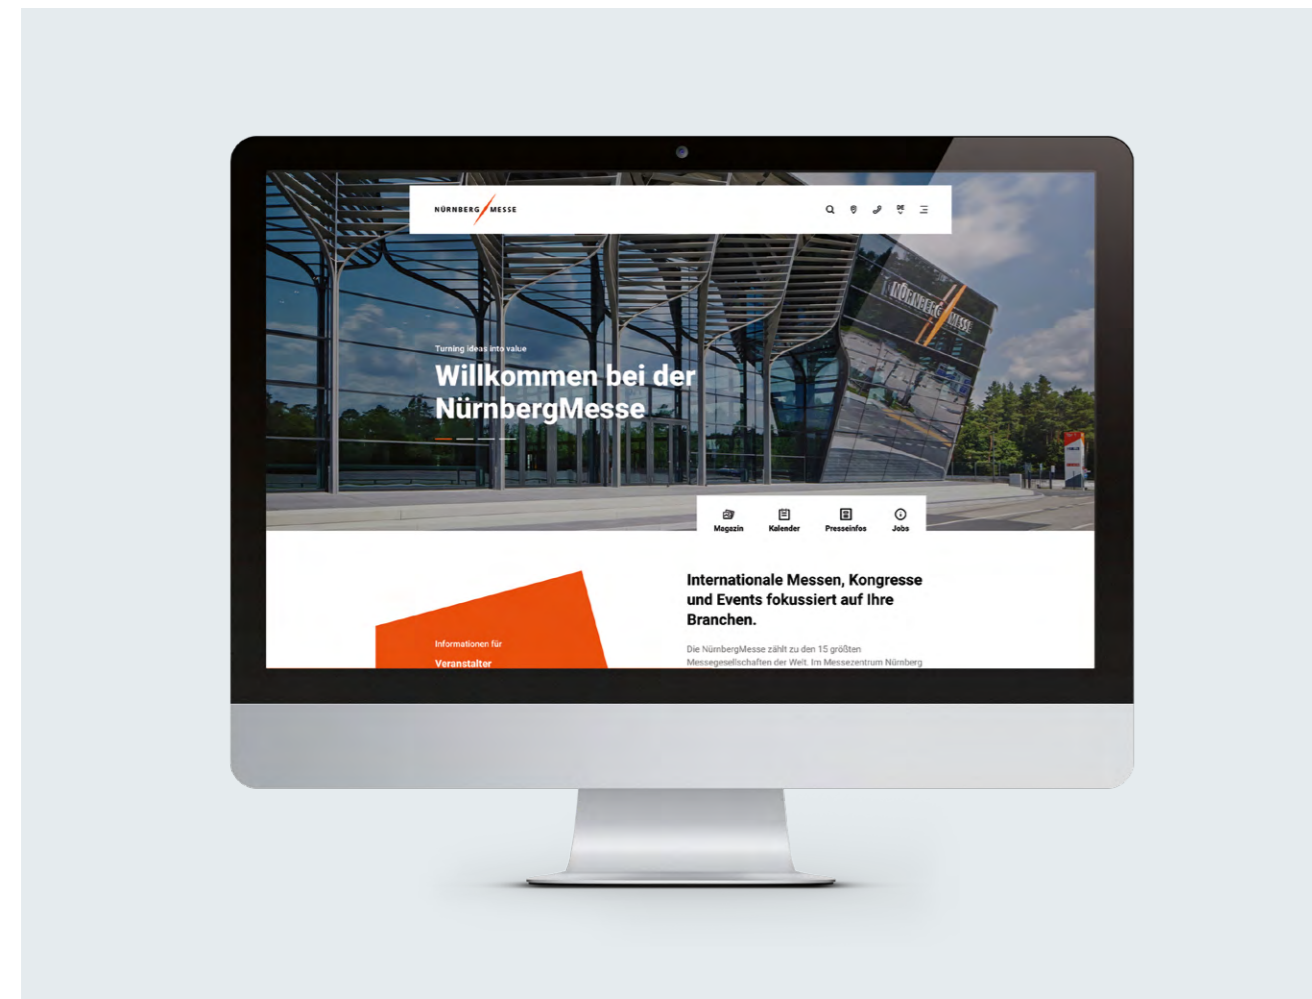 NÜRNBERG MESSE
DE
NÜRNBERG MESSE
Turning ideas into value
Willkommen bei der
NürnbergMesse
Magazin
Kalender
Presseinfos
Jobs
Internationale Messen, Kongresse
und Events fokussiert auf Ihre
Branchen.
Informationen für
Veranstalter
Die NürnbergMesse zählt zu den 15 größten
Messegesellschaften der Welt. Im Messezentrum Nürnberg